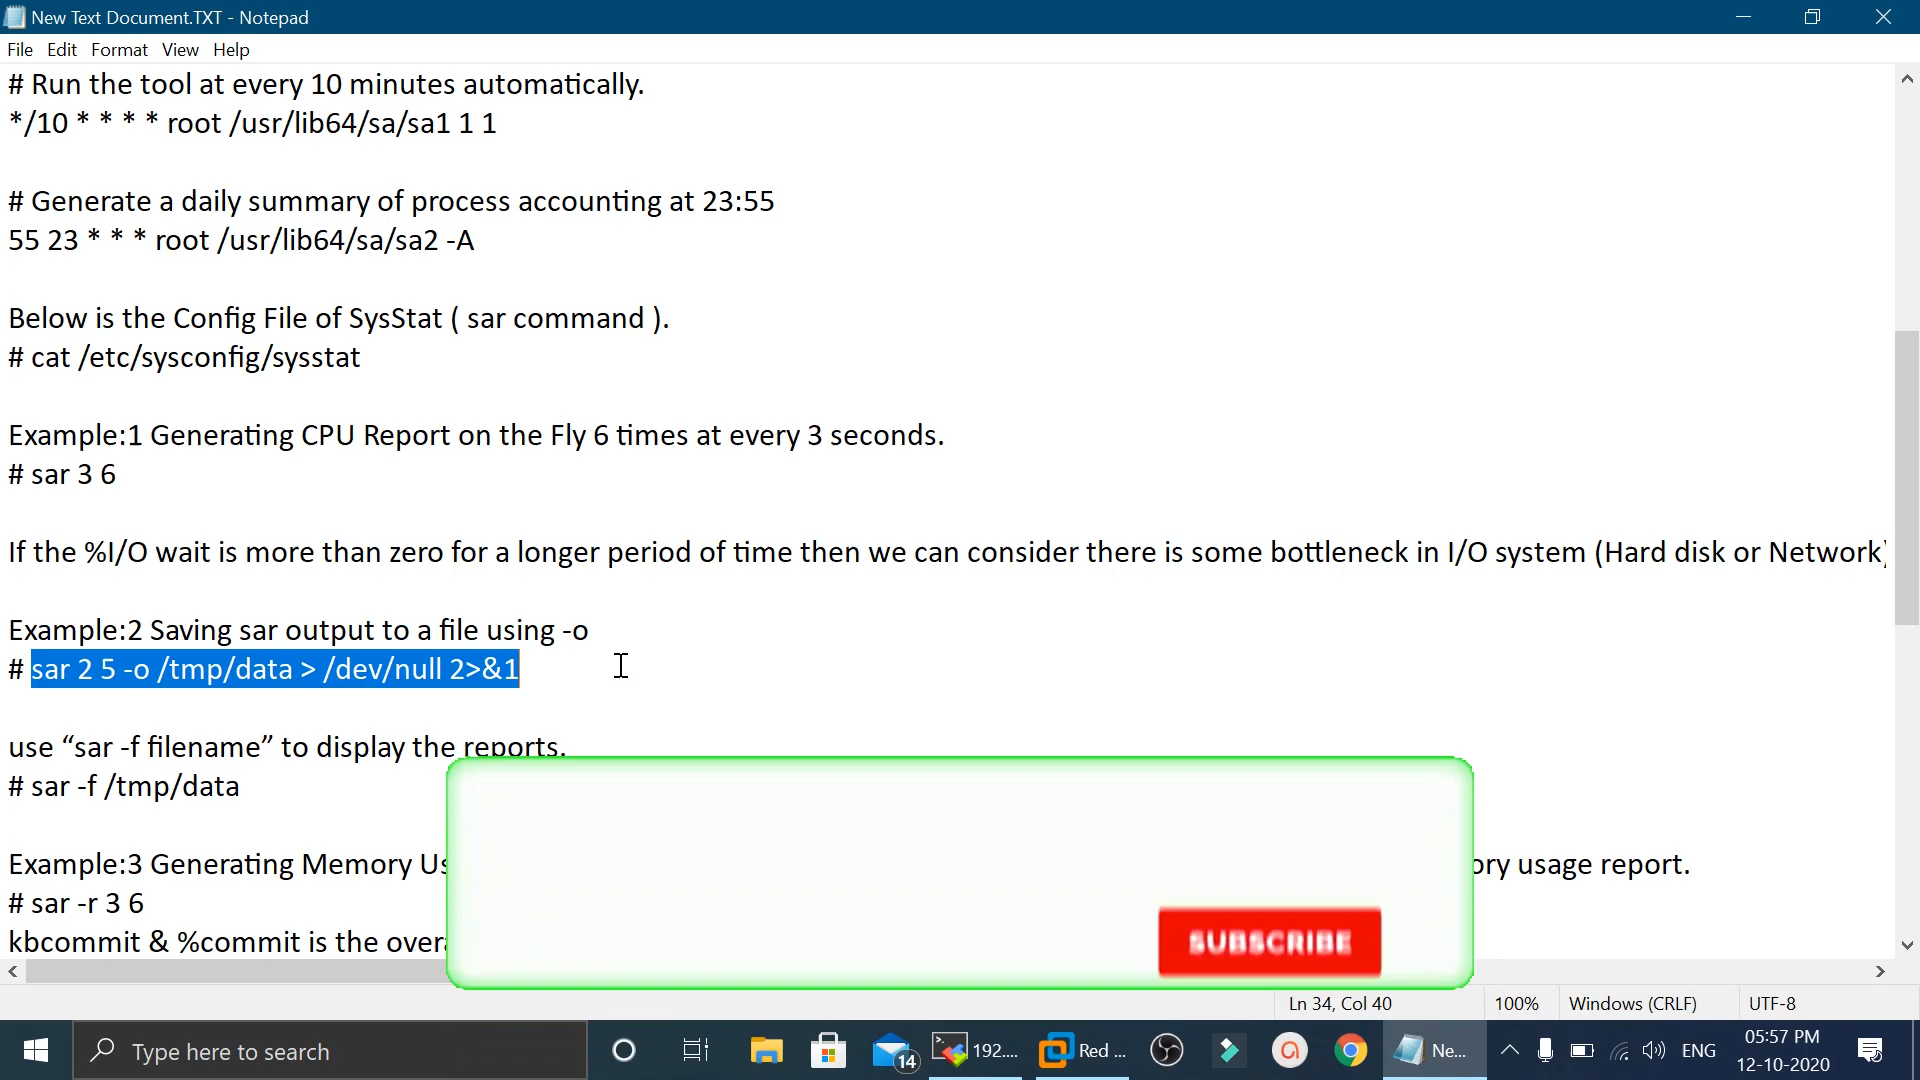 New Text Document.TXT - Notepad
File Edit Format View Help
# Run the tool at every 10 minutes automatically.
*/10 * * * * root /usr/lib64/sa/sa1 1 1
# Generate a daily summary of process accounting at 23:55
55 23 * * * root /usr/lib64/sa/sa2 -A
Below is the Config File of SysStat ( sar command ).
# cat /etc/sysconfig/sysstat
Example:1 Generating CPU Report on the Fly 6 times at every 3 seconds.
# sar 3 6
If the %I/O wait is more than zero for a longer period of time then we can consider there is some bottleneck in I/O system (Hard disk or Network)
Example:2 Saving sar output to a file using -o
# sar 2 5 -o /tmp/data > /dev/null 2>&1
use “sar -f filename” to display the reports.
# sar -f /tmp/data
Example:3 Generating Memory Us ory usage report.
# sar -r 3 6
kbcommit & %commit is the over
SUBSCRIBE
Ln 34, Col 40 100% Windows (CRLF) UTF-8
Type here to search 14 192.... Red ... Ne... ENG 05:57 PM
12-10-2020